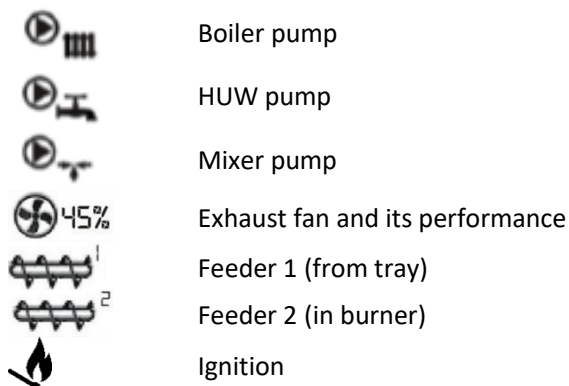 Boiler pump
HUW pump
Mixer pump
45% Exhaust fan and its performance
1 Feeder 1 (from tray)
2 Feeder 2 (in burner)
Ignition